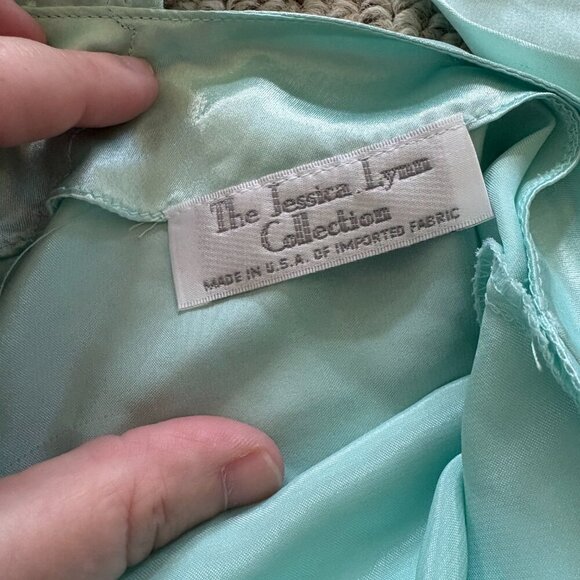 The Jessica Lynn
Collection
MADE IN U.S.A. OF IMPORTED FABRIC